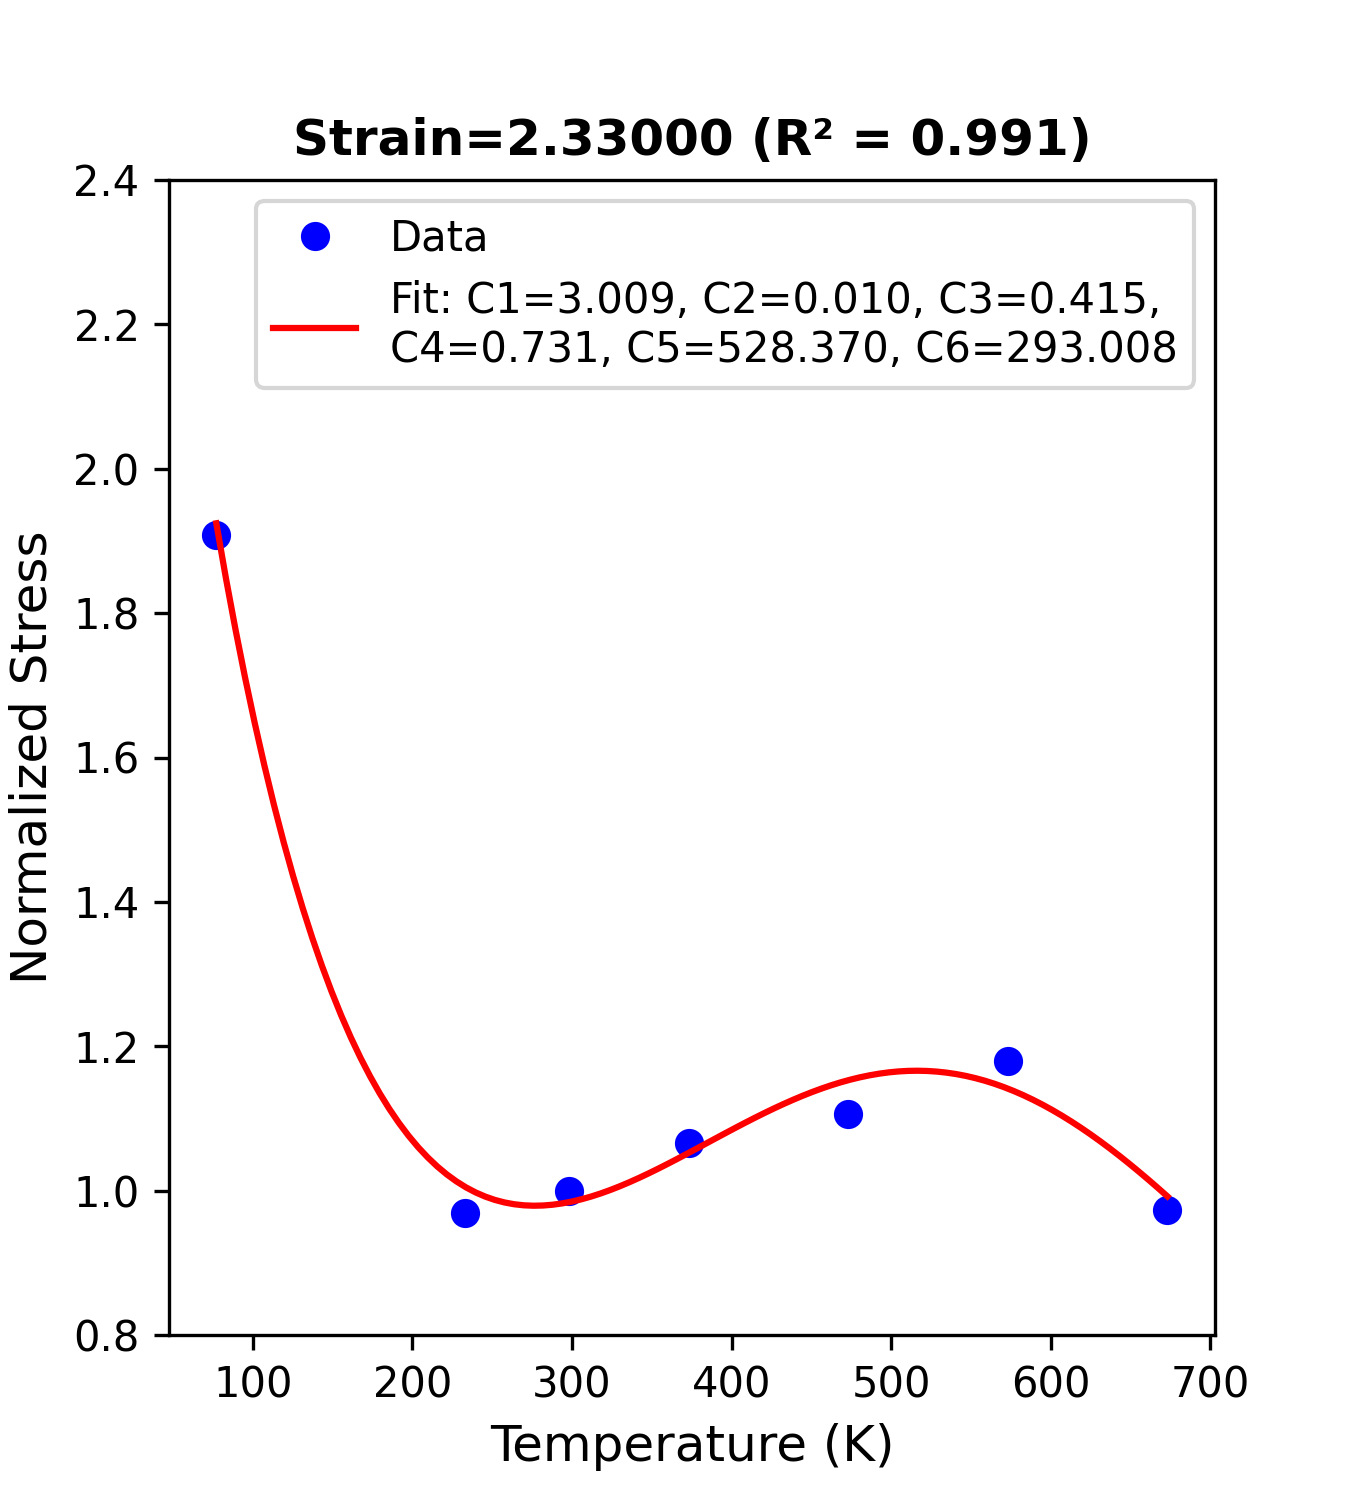 Strain=2.33000 (R² = 0.991)
Data
Fit: C1=3.009, C2=0.010, C3=0.415,
C4=0.731, C5=528.370, C6=293.008
Normalized Stress
2.4
2.2
2.0
1.8
1.6
1.4
1.2
1.0
0.8
100 200 300 400 500 600 700
Temperature (K)